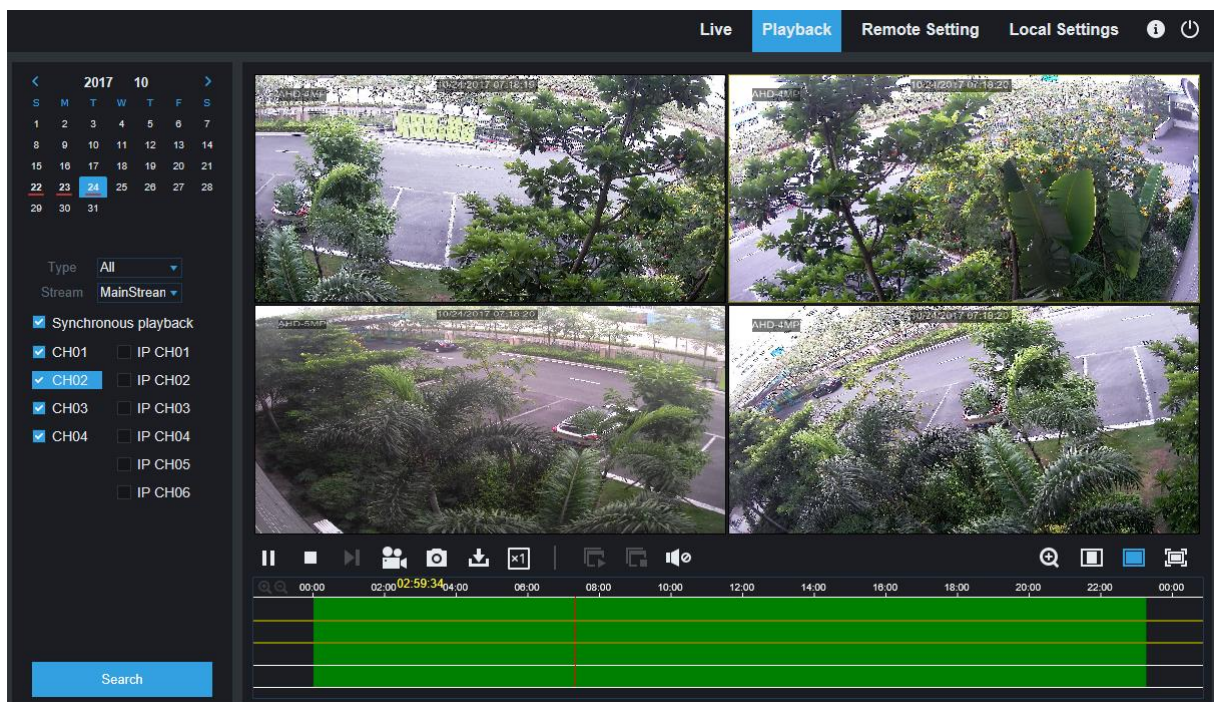 Live Playback Remote Setting Local Settings
2017 10
S M T W T F S
1 2 3 4 5 6 7
8 9 10 11 12 13 14
15 16 17 18 19 20 21
22 23 24 25 26 27 28
29 30 31
Type All
Stream MainStrean
Synchronous playback
CH01 IP CH01
CH02 IP CH02
CH03 IP CH03
CH04 IP CH04
IP CH05
IP CH06
Search
AHD-4MP 10/24/2017 07:18:19
AHD-4MP 10/24/2017 07:18:20
AHD-5MP 10/24/2017 07:18:20
AHD-4MP 10/24/2017 07:18:20
×1
00:00 02:00 02:59:34 04:00 06:00 08:00 10:00 12:00 14:00 16:00 18:00 20:00 22:00 00:00